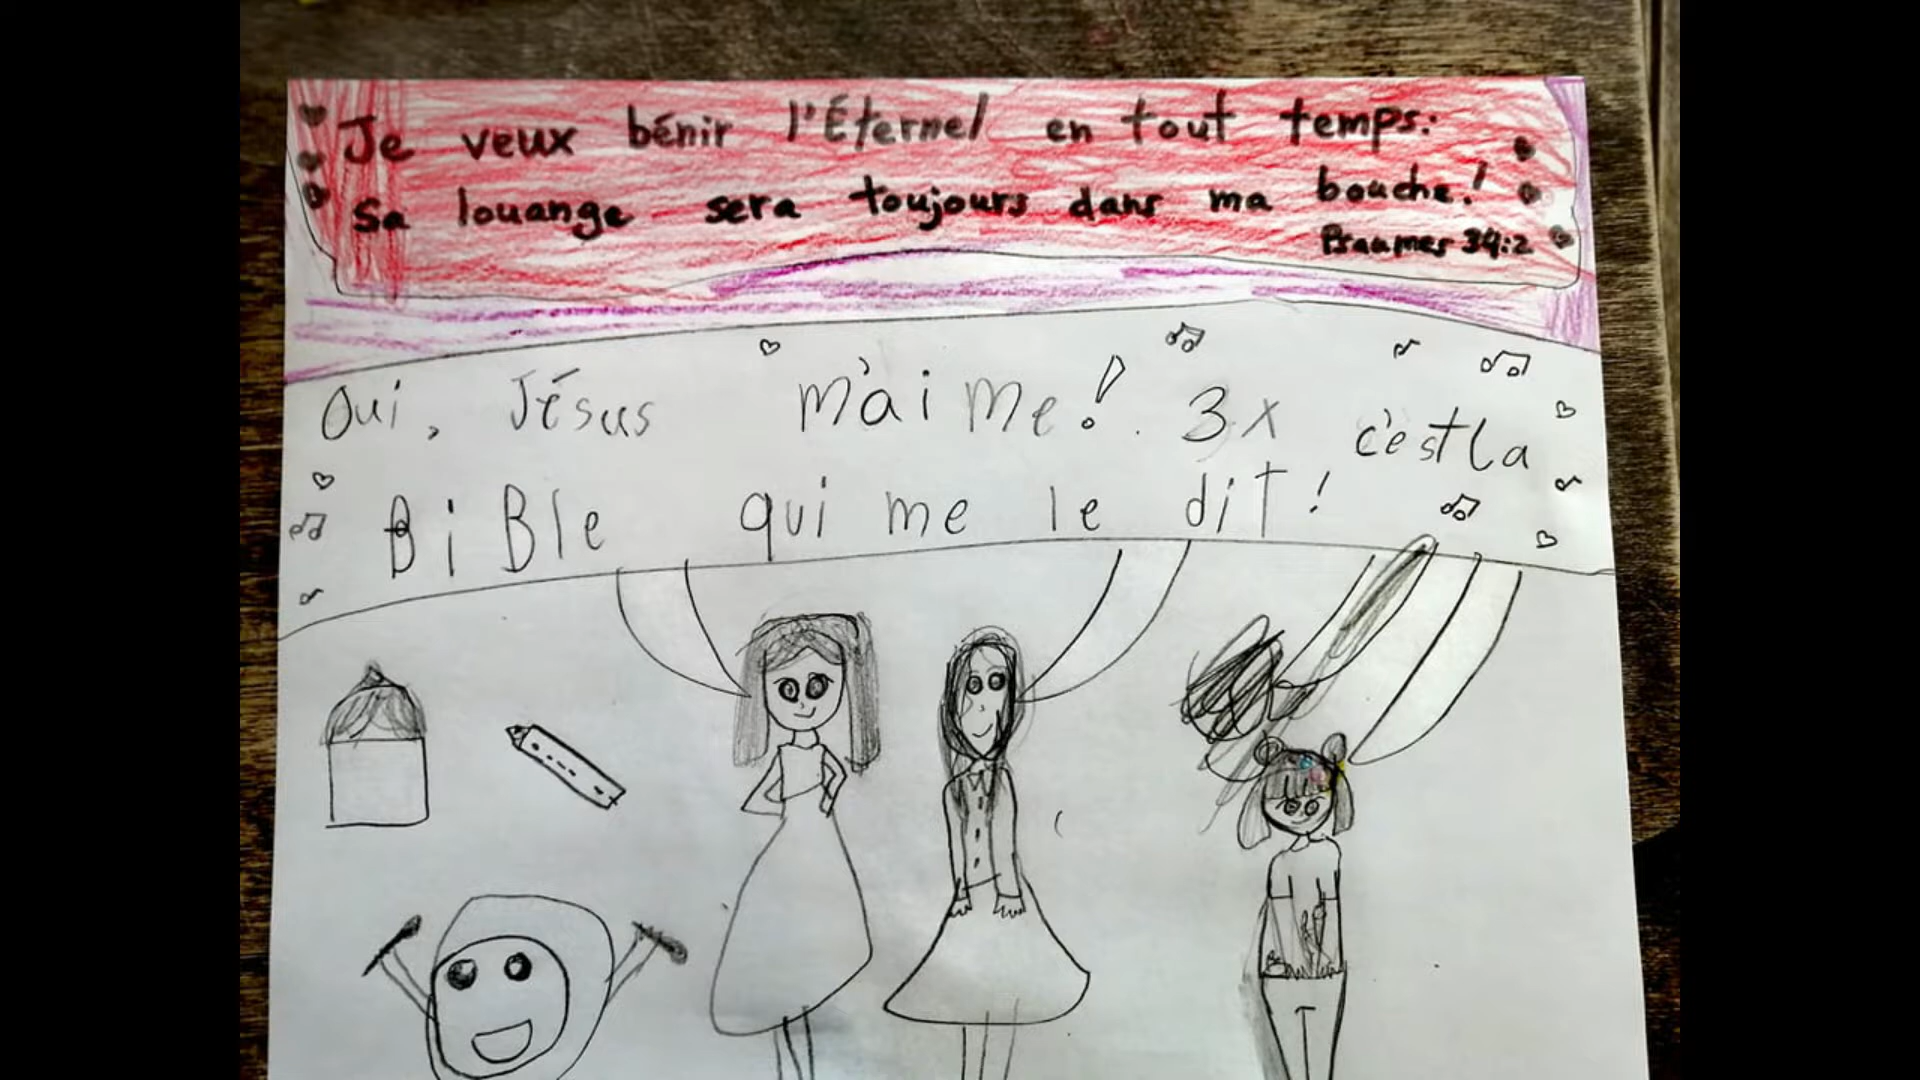 Je veux bénir l'Éternel en tout temps:
Sa louange sera toujours dans ma bouche!
Psaumes 34:2
Oui, Jésus m'aime! 3x c'est la
BiBle qui me le dit!